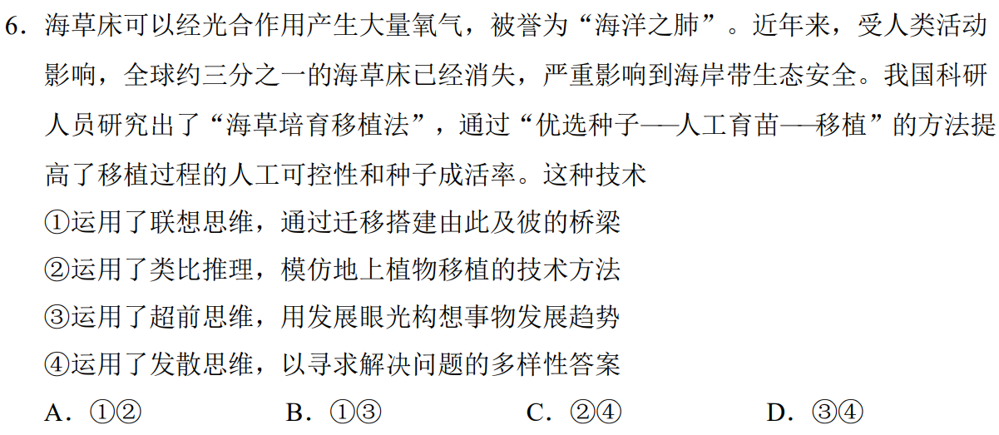 6．海草床可以经光合作用产生大量氧气，被誉为“海洋之肺”。近年来，受人类活动
影响，全球约三分之一的海草床已经消失，严重影响到海岸带生态安全。我国科研
人员研究出了“海草培育移植法”，通过“优选种子——人工育苗——移植”的方法提
高了移植过程的人工可控性和种子成活率。这种技术
①运用了联想思维，通过迁移搭建由此及彼的桥梁
②运用了类比推理，模仿地上植物移植的技术方法
③运用了超前思维，用发展眼光构想事物发展趋势
④运用了发散思维，以寻求解决问题的多样性答案
A．①② B．①③ C．②④ D．③④